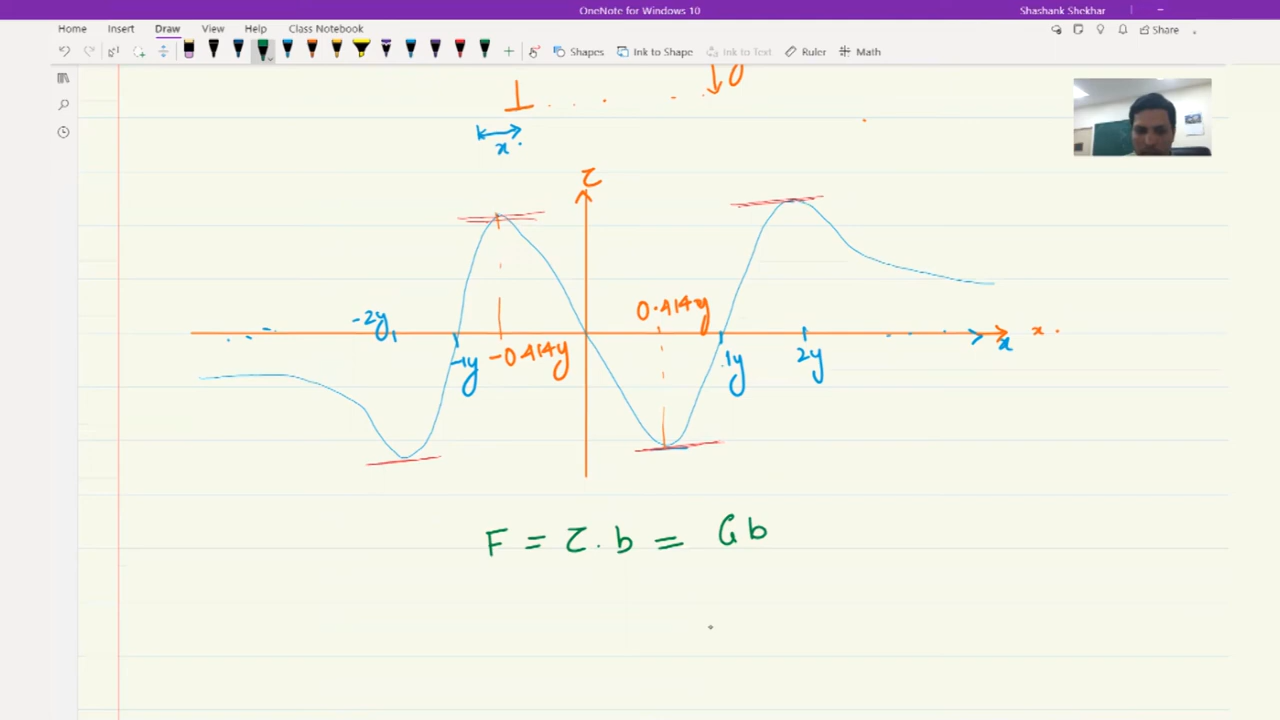 OneNote for Windows 10
Shashank Shekhar
Home Insert Draw View Help Class Notebook
Share
Shapes Ink to Shape Ink to Text Ruler Math
x
τ
0.414y
-2y
x
x
-1y -0.414y 1y 2y
F = τ.b = Gb